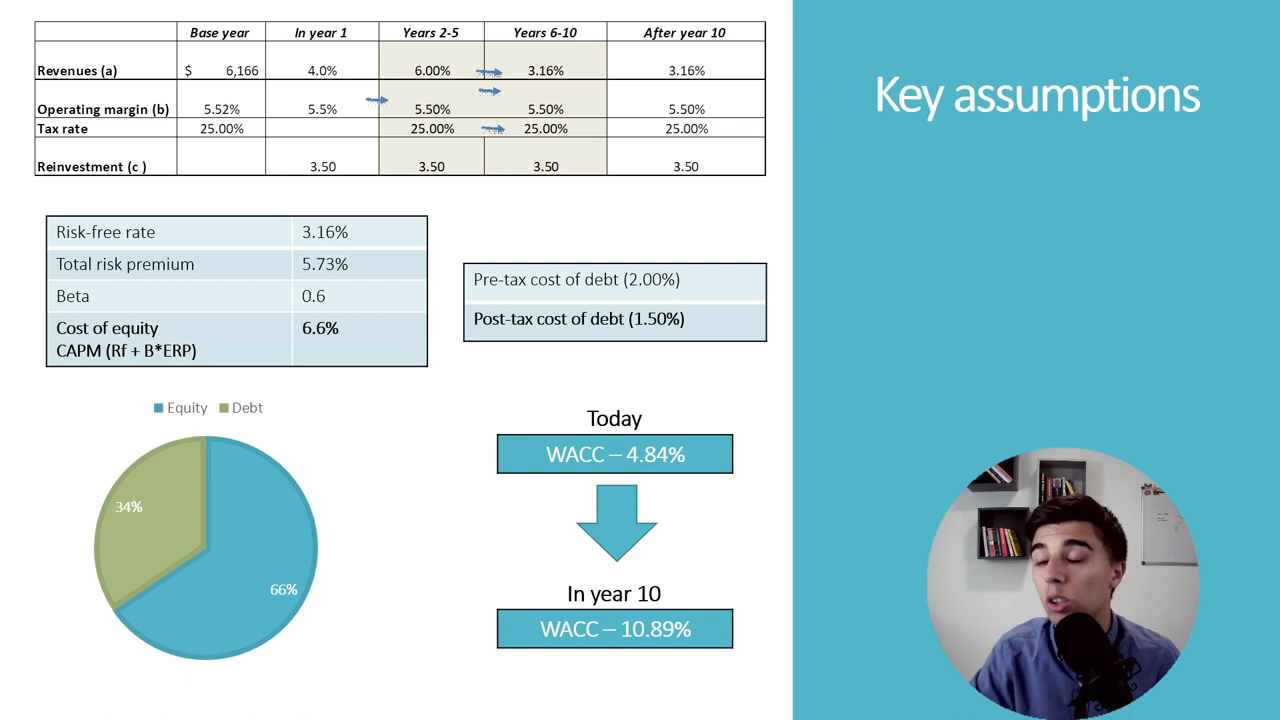 Base year In year 1 Years 2-5 Years 6-10 After year 10
Revenues (a) $ 6,166 4.0% 6.00% 3.16% 3.16%
Operating margin (b) 5.52% 5.5% 5.50% 5.50% 5.50%
Tax rate 25.00% 25.00% 25.00% 25.00%
Reinvestment (c ) 3.50 3.50 3.50 3.50
Key assumptions
Risk-free rate 3.16%
Total risk premium 5.73%
Beta 0.6
Cost of equity 6.6%
CAPM (Rf + B*ERP)
Pre-tax cost of debt (2.00%)
Post-tax cost of debt (1.50%)
Equity Debt
34%
66%
Today
WACC – 4.84%
In year 10
WACC – 10.89%